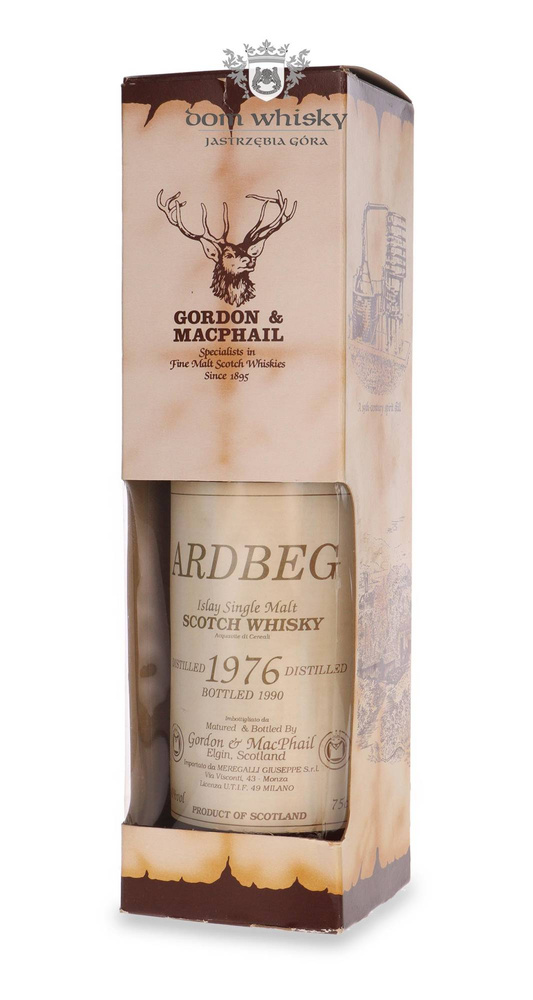 dom whisky
JASTRZĘBIA GÓRA
GORDON &
MACPHAIL
Specialists in
Fine Malt Scotch Whiskies
Since 1895
ARDBEG
Islay Single Malt
SCOTCH WHISKY
Acquavite di Cereali
DISTILLED 1976 DISTILLED
BOTTLED 1990
Imbottigliato da
Matured & Bottled By
Gordon & MacPhail
Elgin, Scotland
Importato da MEREGALLI GIUSEPPE S.r.l.
Via Visconti, 43 - Monza
Licenza U.T.I.F. 49 MILANO
75
PRODUCT OF SCOTLAND